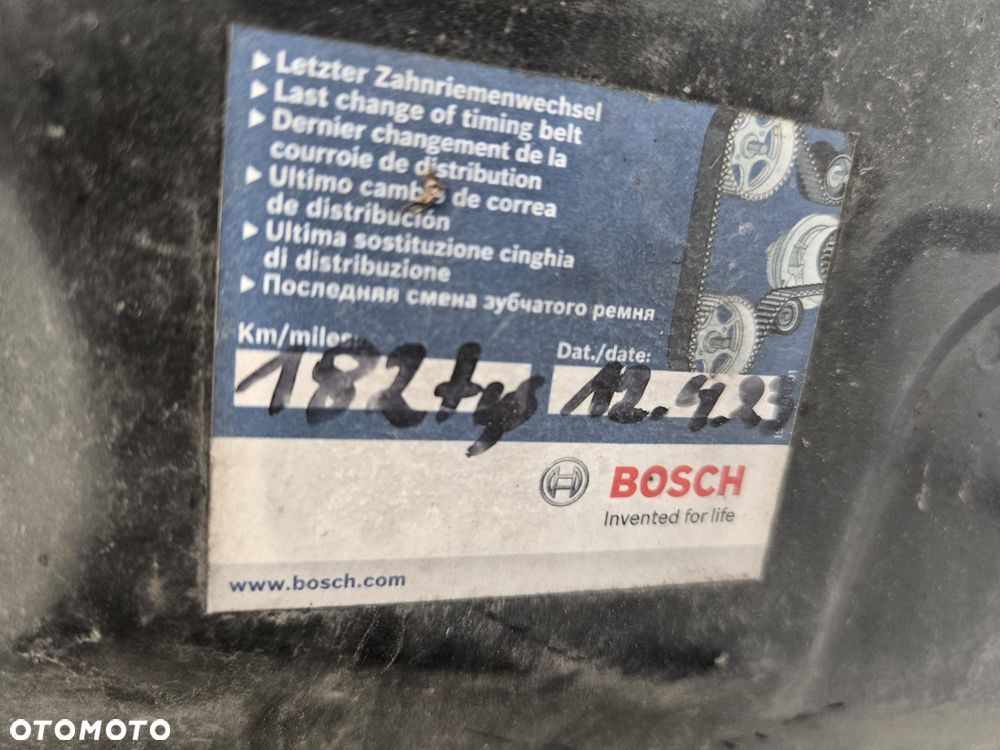 ▶ Letzter Zahnriemenwechsel
▶ Last change of timing belt
▶ Dernier changement de la
courroie de distribution
▶ Ultimo cambio de correa
de distribución
▶ Ultima sostituzione cinghia
di distribuzione
▶ Последняя смена зубчатого ремня
Km/miles:
Dat./date:
182tys
12.4.23
BOSCH
Invented for life
www.bosch.com
OTOMOTO